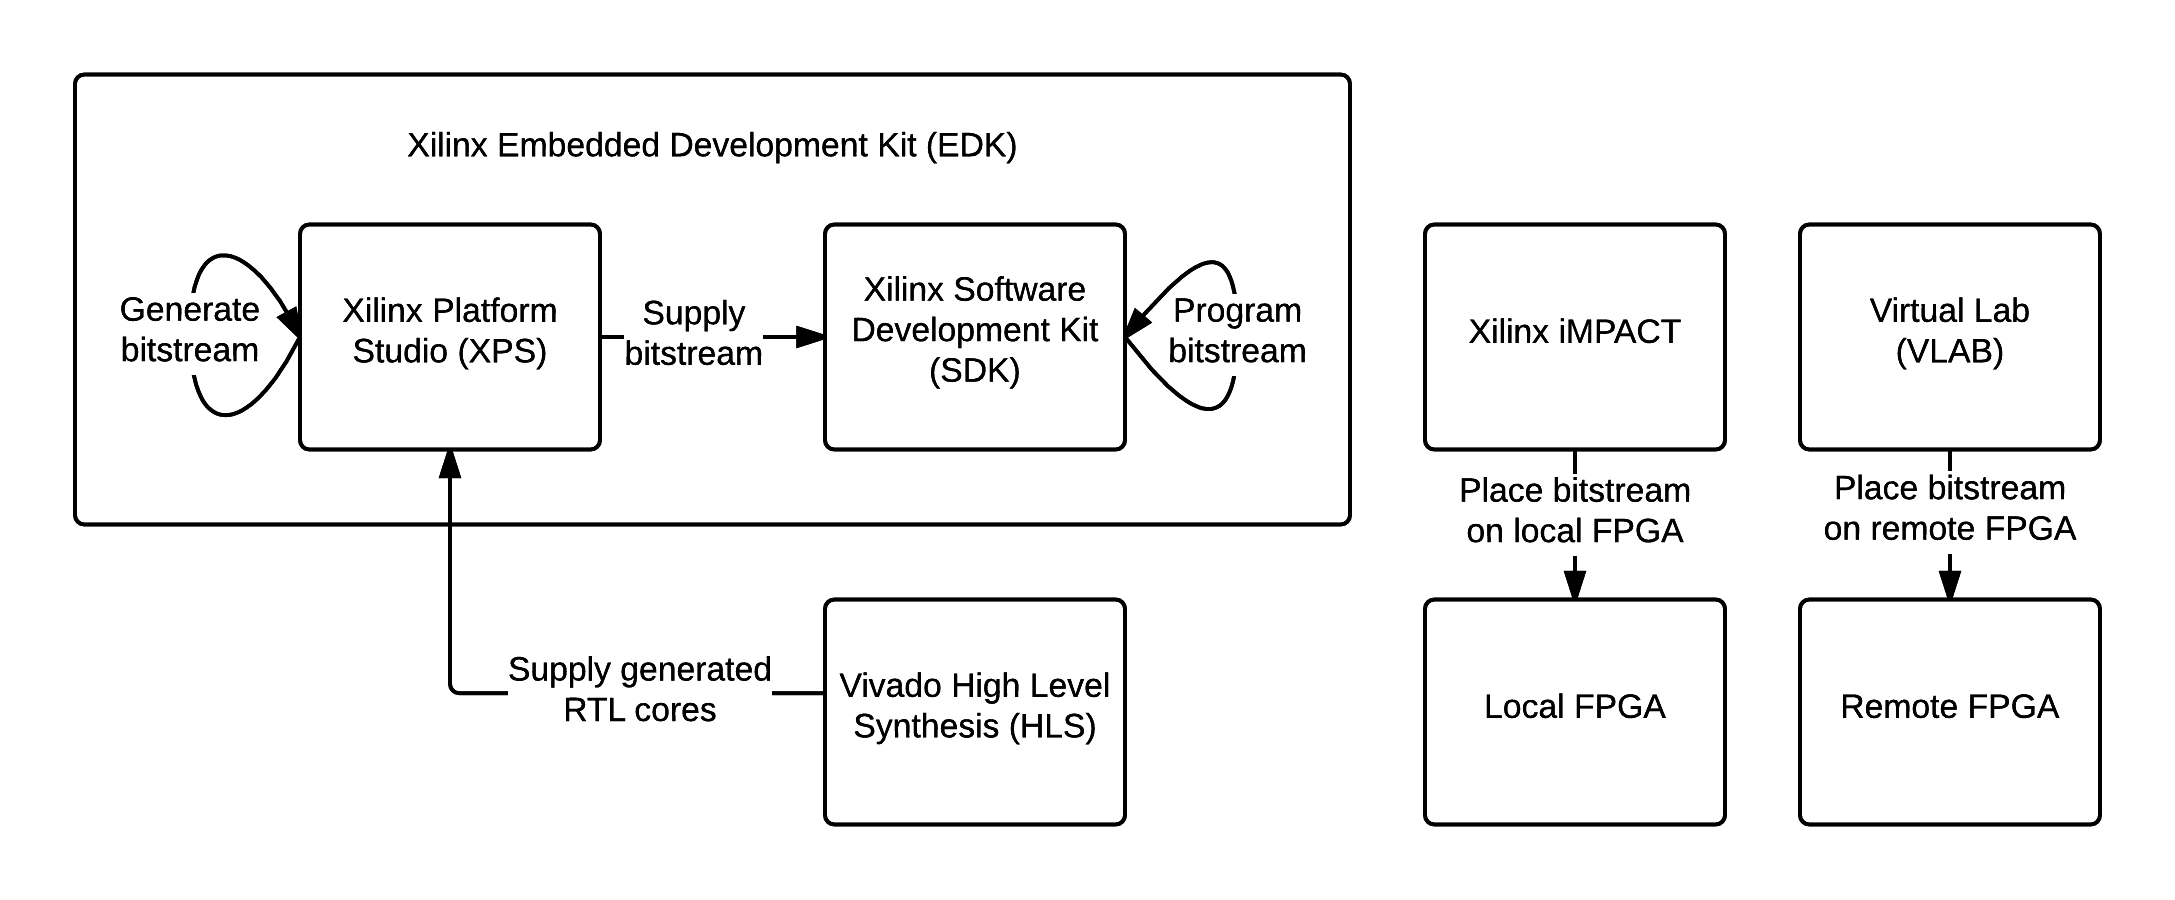 Xilinx Embedded Development Kit (EDK)
Generate
bitstream
Xilinx Platform
Studio (XPS)
Supply
bitstream
Xilinx Software
Development Kit
(SDK)
Program
bitstream
Xilinx iMPACT
Virtual Lab
(VLAB)
Place bitstream
on local FPGA
Place bitstream
on remote FPGA
Supply generated
RTL cores
Vivado High Level
Synthesis (HLS)
Local FPGA
Remote FPGA